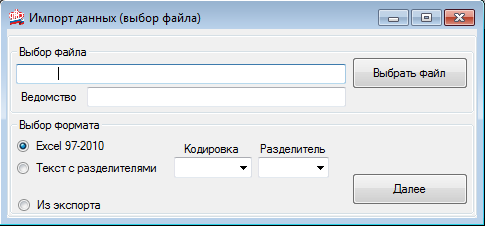 Импорт данных (выбор файла)
Выбор файла
Выбрать файл
Ведомство
Выбор формата
Excel 97-2010
Кодировка Разделитель
Текст с разделителями
Далее
Из экспорта